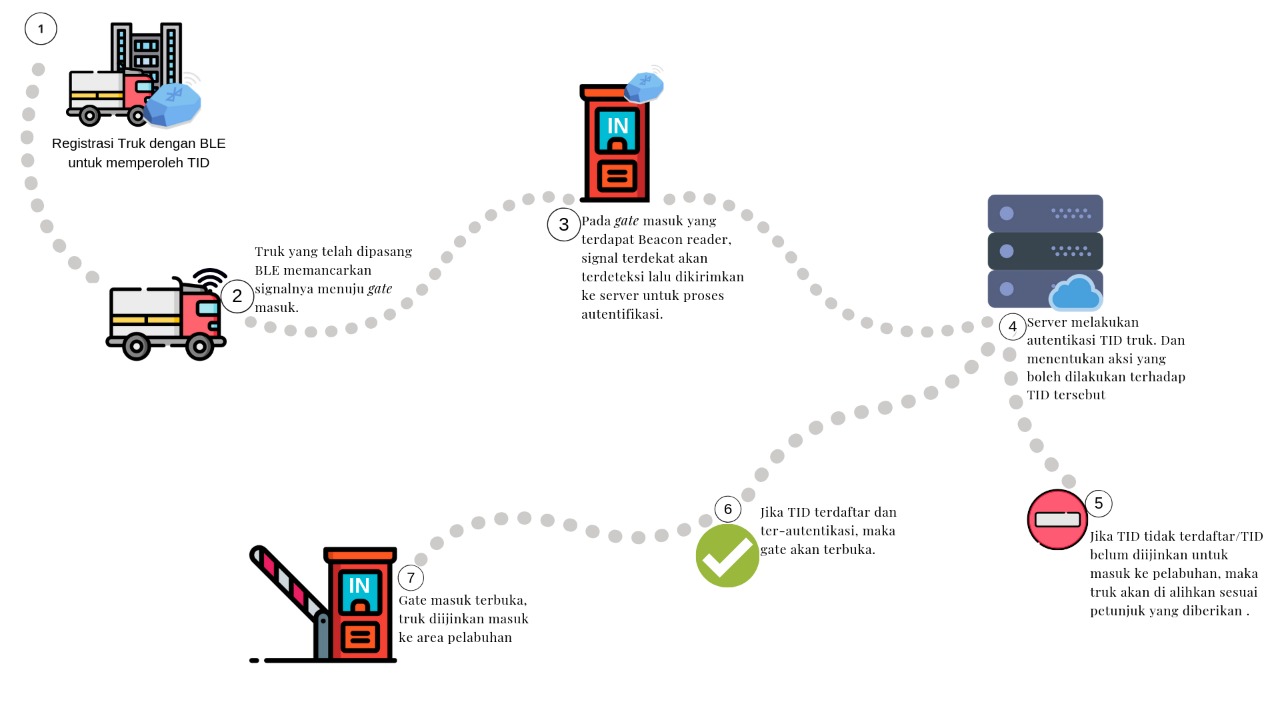 1
Registrasi Truk dengan BLE
untuk memperoleh TID
2
Truk yang telah dipasang
BLE memancarkan
signalnya menuju gate
masuk.
IN
3
Pada gate masuk yang
terdapat Beacon reader,
signal terdekat akan
terdeteksi lalu dikirimkan
ke server untuk proses
autentifikasi.
4
Server melakukan
autentikasi TID truk. Dan
menentukan aksi yang
boleh dilakukan terhadap
TID tersebut
5
Jika TID tidak terdaftar/TID
belum diijinkan untuk
masuk ke pelabuhan, maka
truk akan di alihkan sesuai
petunjuk yang diberikan .
6
Jika TID terdaftar dan
ter-autentikasi, maka
gate akan terbuka.
IN
7
Gate masuk terbuka,
truk diijinkan masuk
ke area pelabuhan